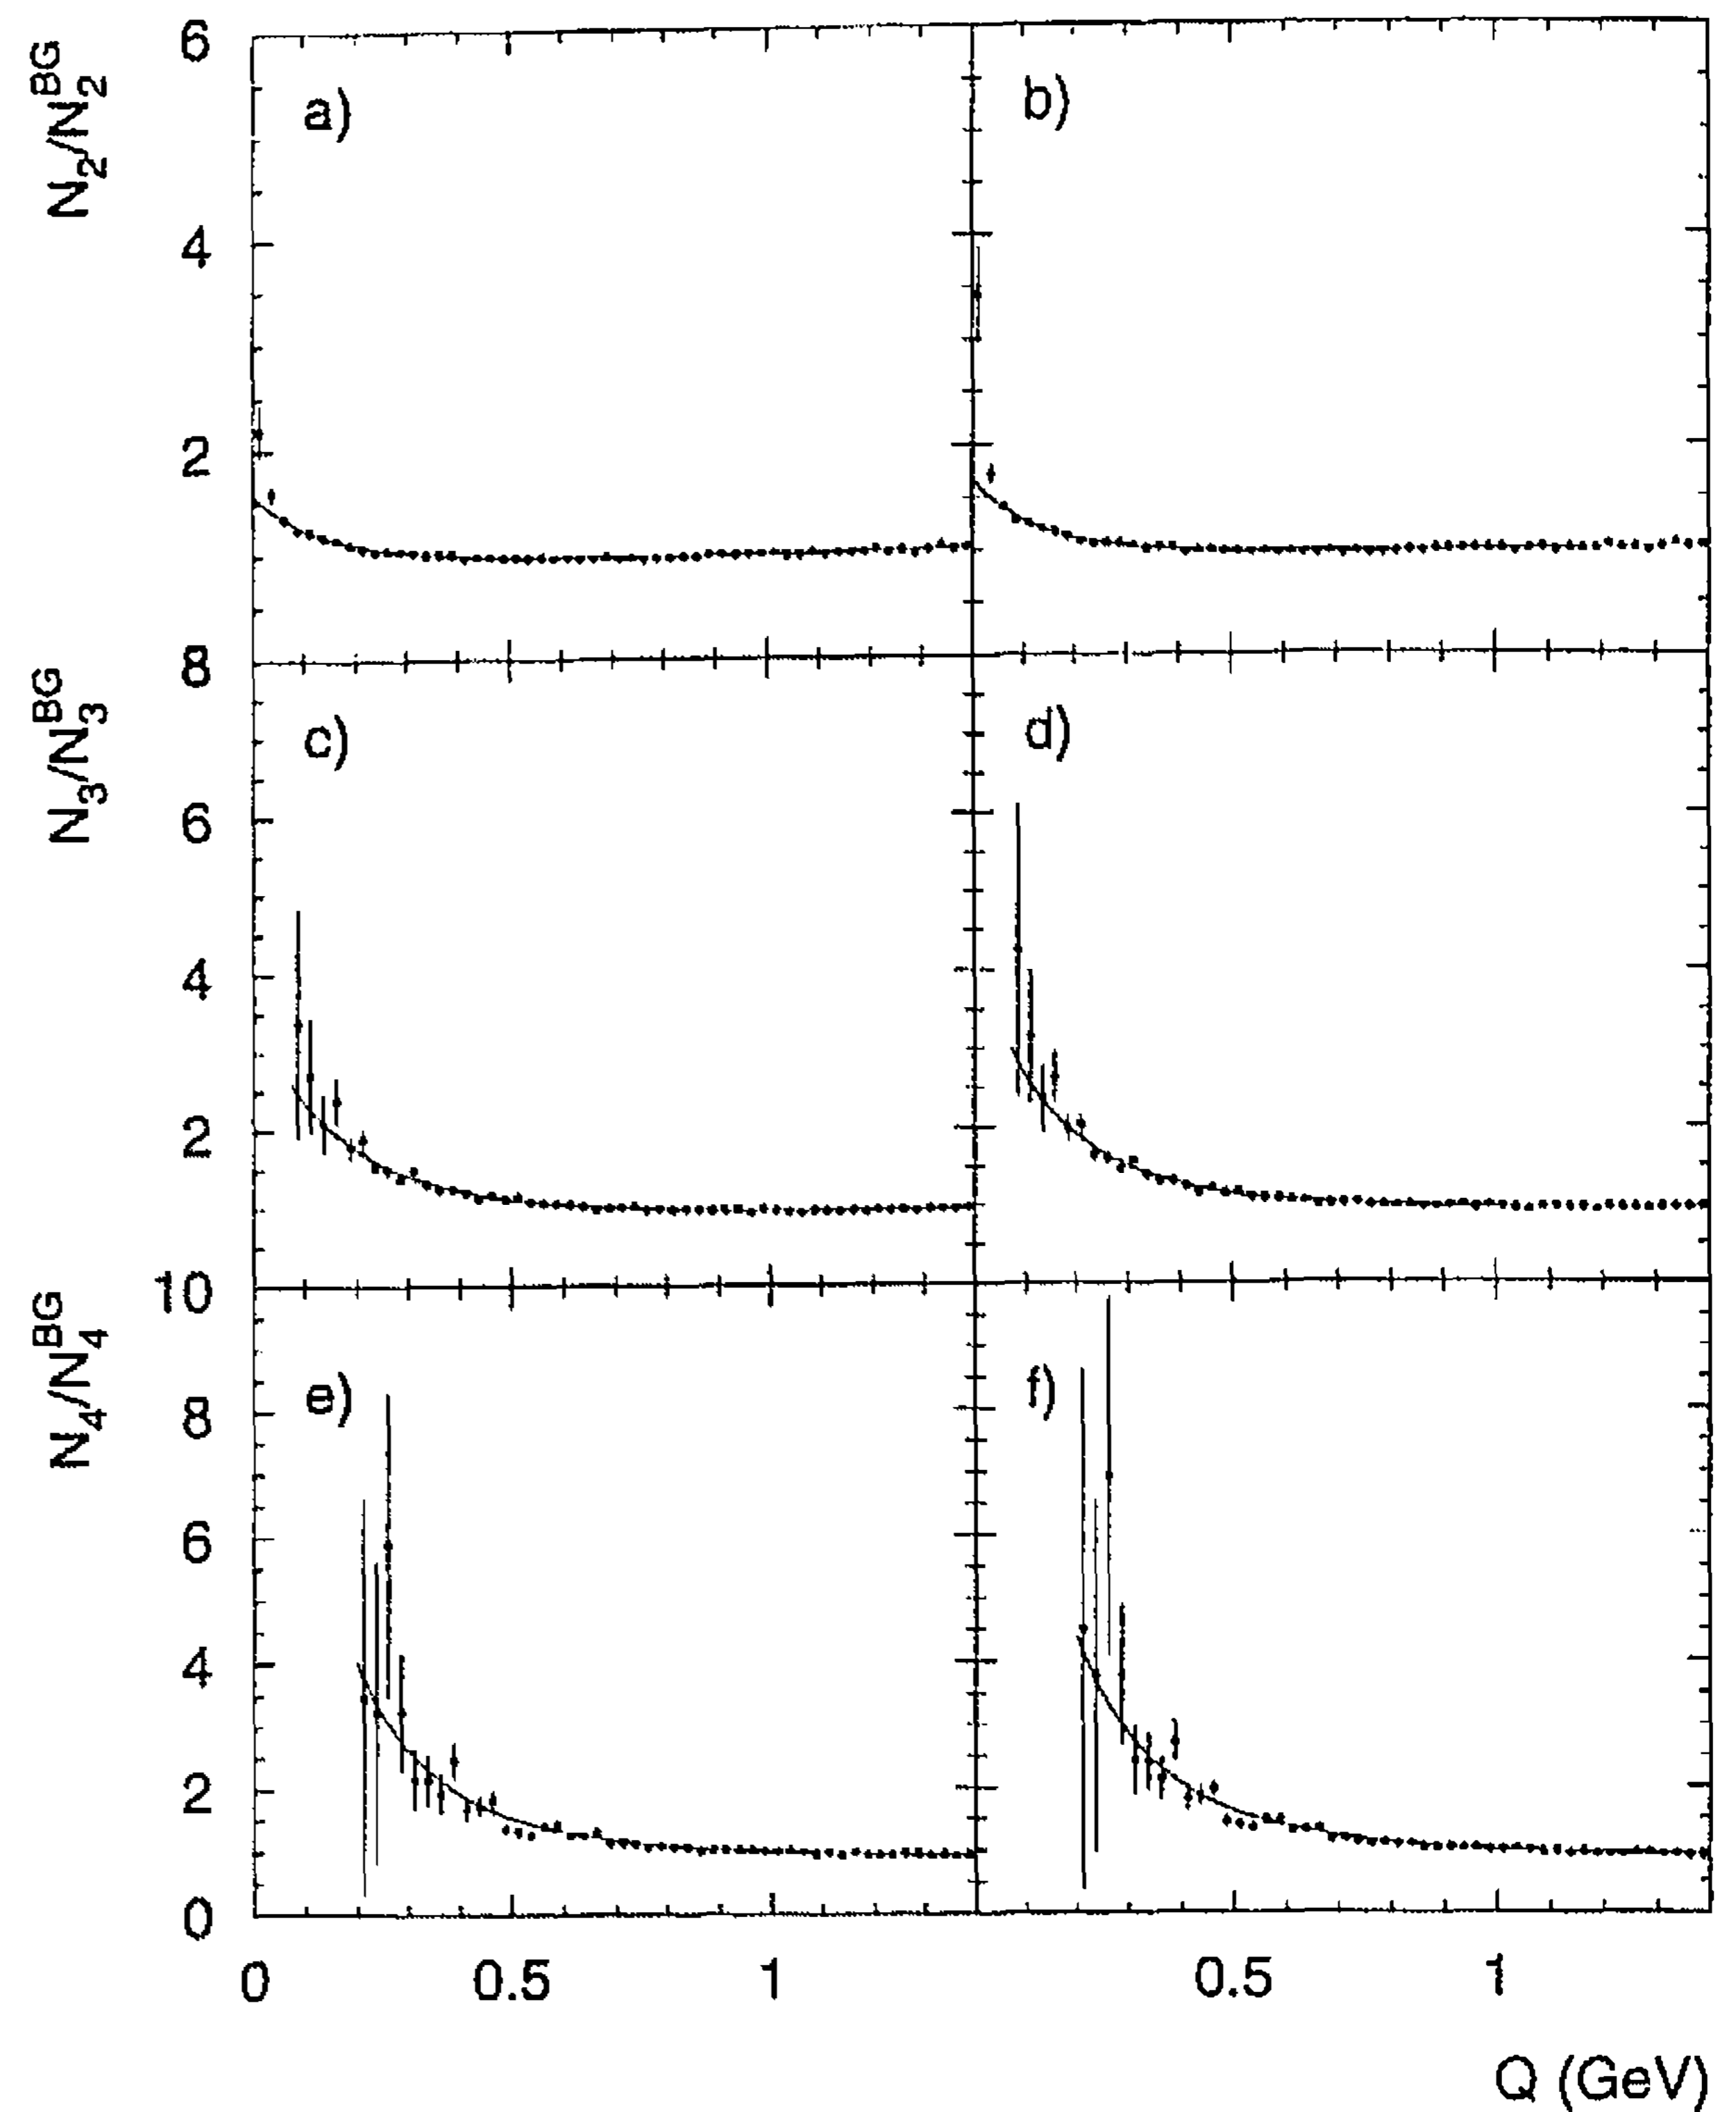 N₂/N₂ᴮᴳ
6
4
2
a)
b)
N₃/N₃ᴮᴳ
8
6
4
2
c)
d)
N₄/N₄ᴮᴳ
10
8
6
4
2
0
e)
f)
0 0.5 1 0.5 1
Q (GeV)